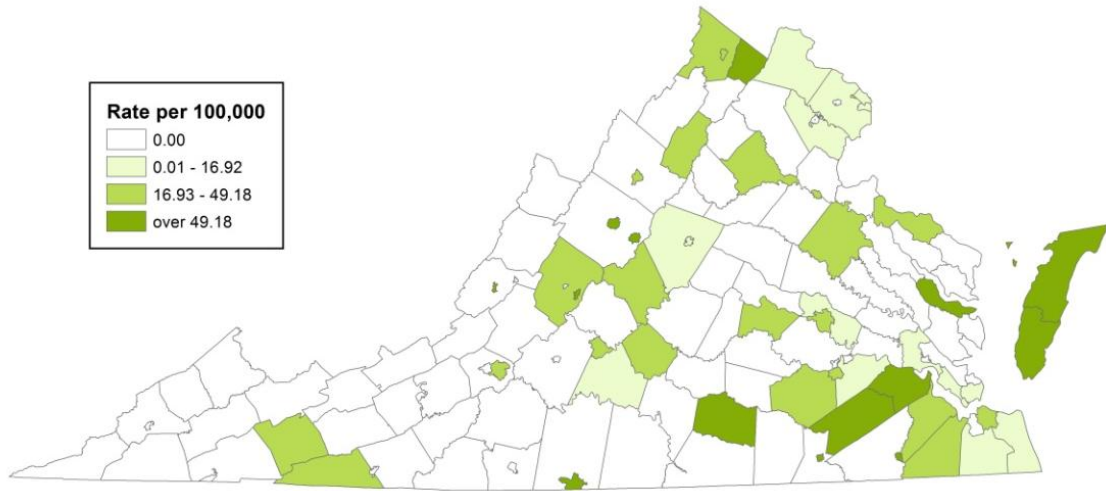 Rate per 100,000
0.00
0.01 - 16.92
16.93 - 49.18
over 49.18